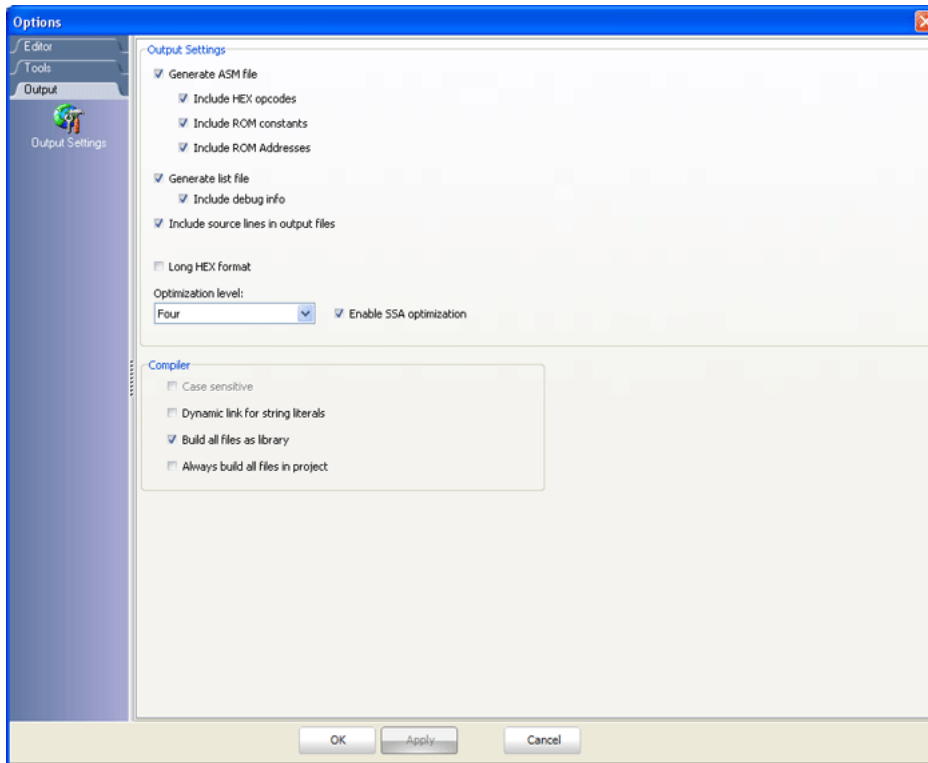 Options
Editor
Tools
Output
Output Settings
Output Settings
Generate ASM file
Include HEX opcodes
Include ROM constants
Include ROM Addresses
Generate list file
Include debug info
Include source lines in output files
Long HEX format
Optimization level:
Four
Enable SSA optimization
Compiler
Case sensitive
Dynamic link for string literals
Build all files as library
Always build all files in project
OK
Apply
Cancel